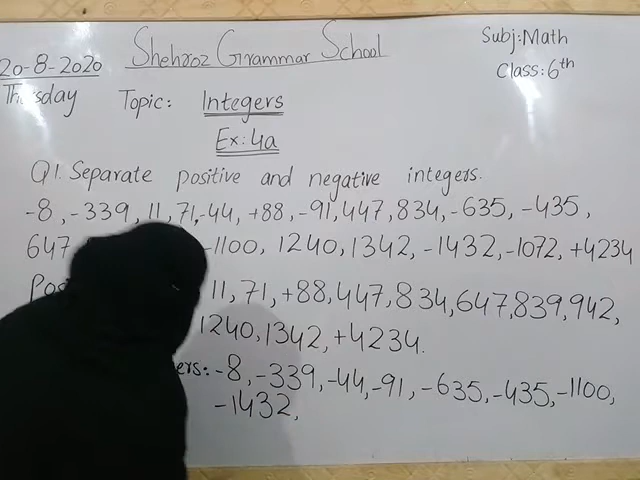 20-8-2020 Shehroz Grammar School Subj:Math
Thursday Topic: Integers Class:6th
Ex:4a
Q1. Separate positive and negative integers.
-8, -339, 11, 71, -44, +88, -91, 447, 834, -635, -435,
647 -1100, 1240, 1342, -1432, -1072, +4234
Pos 11, 71, +88, 447, 834, 647, 839, 942,
1240, 1342, +4234.
ers: -8, -339, -44, -91, -635, -435, -1100,
-1432,